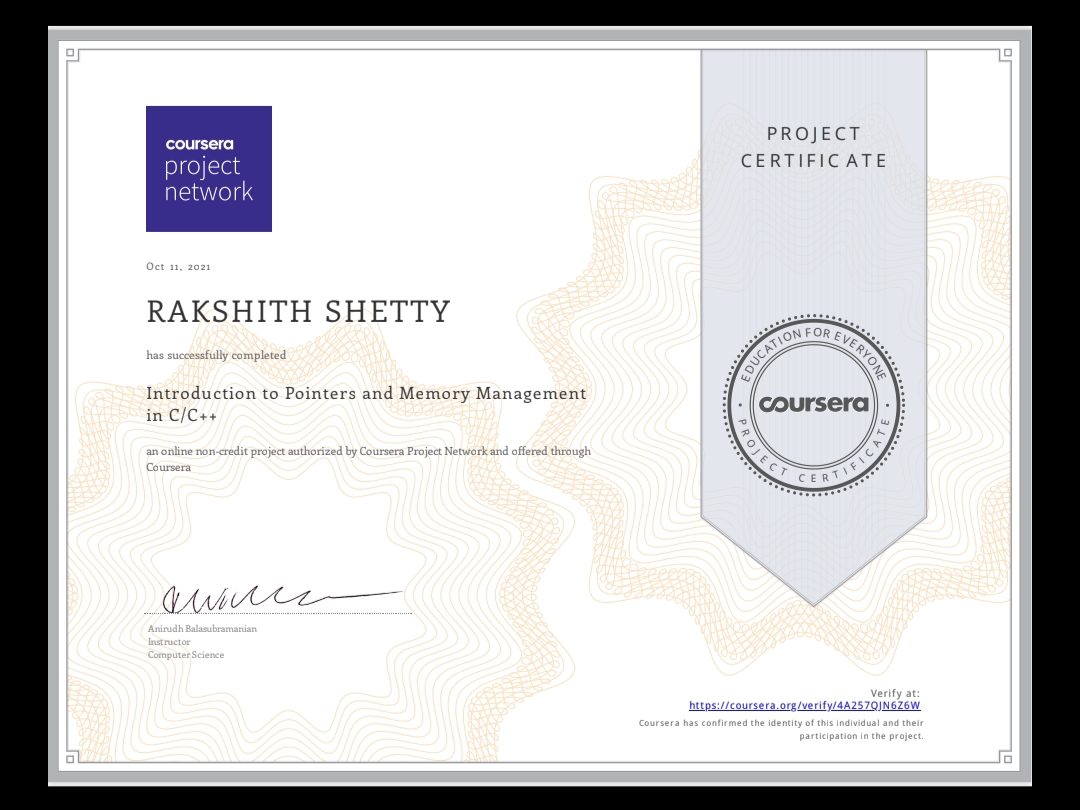 coursera
project
network
Oct 11, 2021
RAKSHITH SHETTY
has successfully completed
Introduction to Pointers and Memory Management
in C/C++
an online non-credit project authorized by Coursera Project Network and offered through
Coursera
Anirudh Balasubramanian
Instructor
Computer Science
PROJECT
CERTIFICATE
EDUCATION FOR EVERYONE
coursera
PROJECT CERTIFICATE
Verify at:
https://coursera.org/verify/4A257QJN6Z6W
Coursera has confirmed the identity of this individual and their
participation in the project.